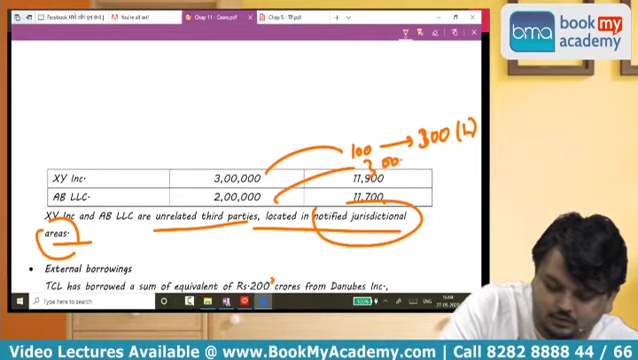 Facebook
Adobe
You're all set!
Chap 11 - Cases.pdf
Chap 5 - TP.pdf
bma
book my
academy
100 → 300 (L)
300
XY Inc. 3,00,000 11,900
AB LLC. 2,00,000 11,700
XY Inc and AB LLC are unrelated third parties, located in notified jurisdictional
areas.
• External borrowings
TCL has borrowed a sum of equivalent of Rs.200 crores from Danubes Inc.,
Type here to search
100%
Video Lectures Available @ www.BookMyAcademy.com Call 8282 8888 44 / 66